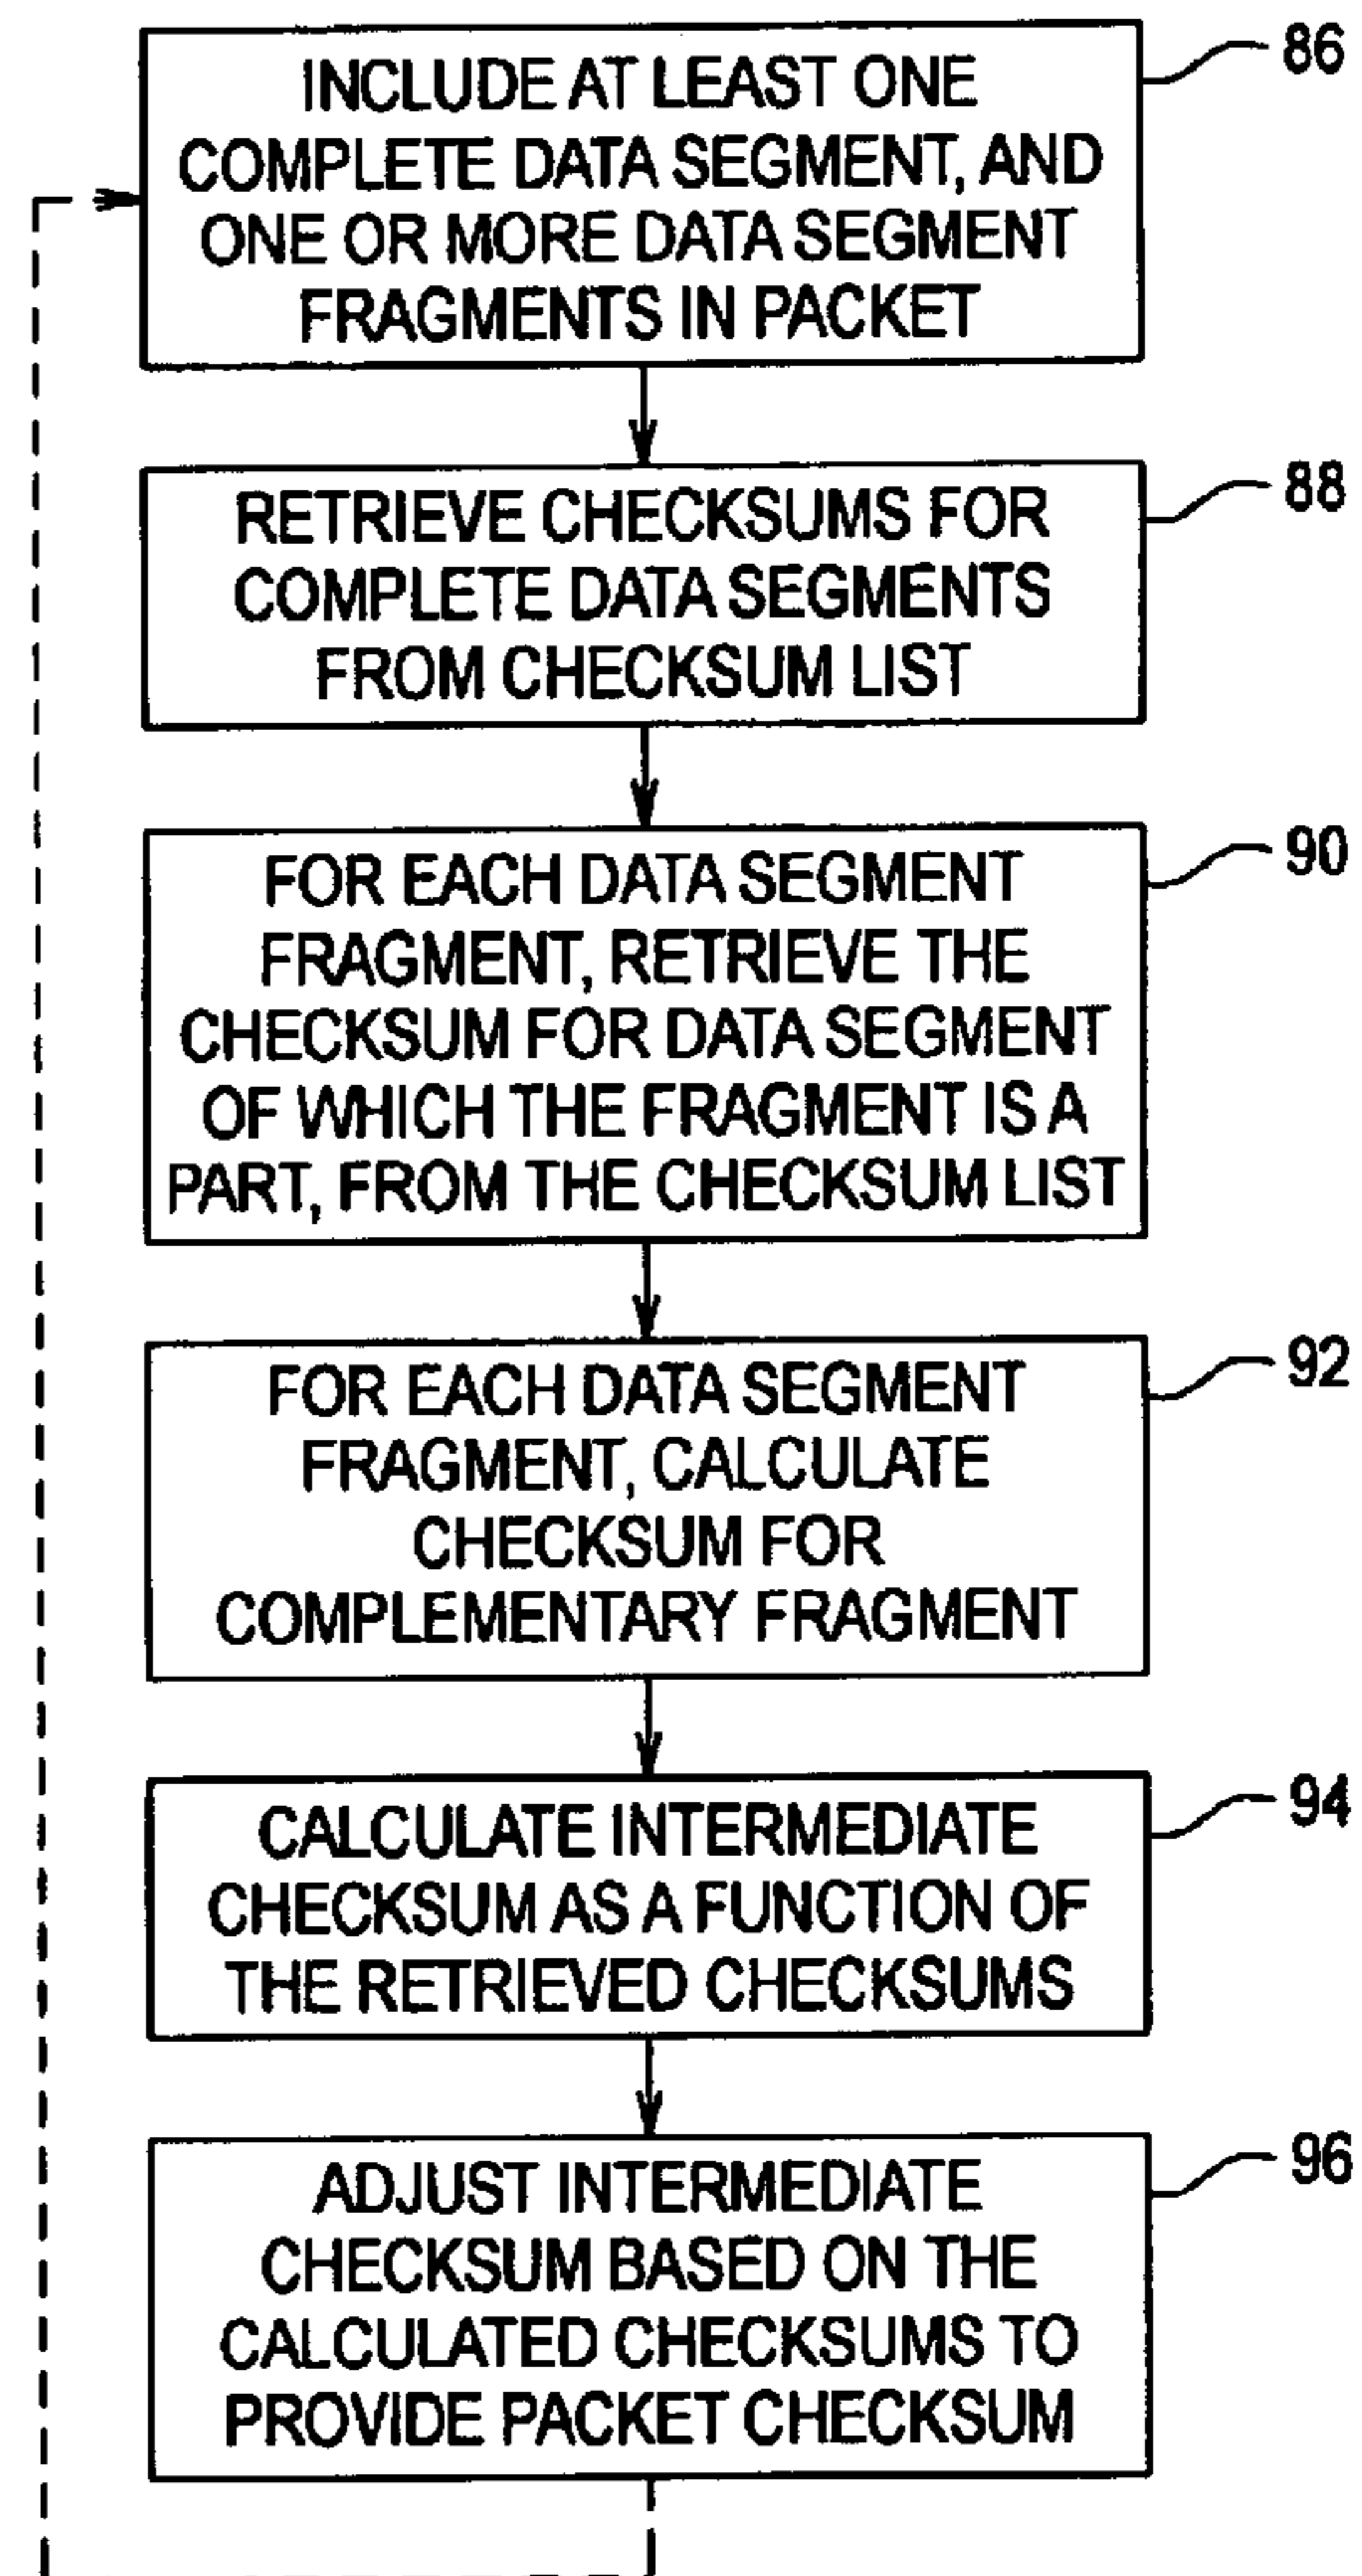 INCLUDE AT LEAST ONE
COMPLETE DATA SEGMENT, AND
ONE OR MORE DATA SEGMENT
FRAGMENTS IN PACKET
86
RETRIEVE CHECKSUMS FOR
COMPLETE DATA SEGMENTS
FROM CHECKSUM LIST
88
FOR EACH DATA SEGMENT
FRAGMENT, RETRIEVE THE
CHECKSUM FOR DATA SEGMENT
OF WHICH THE FRAGMENT IS A
PART, FROM THE CHECKSUM LIST
90
FOR EACH DATA SEGMENT
FRAGMENT, CALCULATE
CHECKSUM FOR
COMPLEMENTARY FRAGMENT
92
CALCULATE INTERMEDIATE
CHECKSUM AS A FUNCTION OF
THE RETRIEVED CHECKSUMS
94
ADJUST INTERMEDIATE
CHECKSUM BASED ON THE
CALCULATED CHECKSUMS TO
PROVIDE PACKET CHECKSUM
96